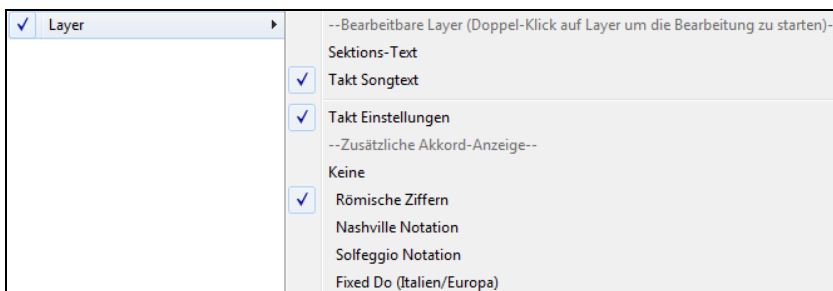 Layer
--Bearbeitbare Layer (Doppel-Klick auf Layer um die Bearbeitung zu starten)-
Sektions-Text
Takt Songtext
Takt Einstellungen
--Zusätzliche Akkord-Anzeige--
Keine
Römische Ziffern
Nashville Notation
Solfeggio Notation
Fixed Do (Italien/Europa)